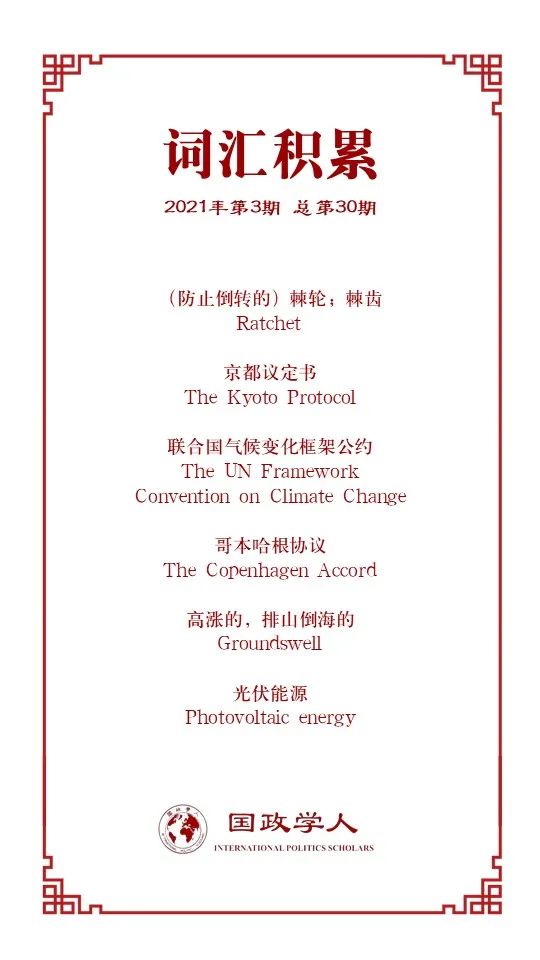 词汇积累
2021年第3期 总第30期
（防止倒转的）棘轮；棘齿
Ratchet
京都议定书
The Kyoto Protocol
联合国气候变化框架公约
The UN Framework
Convention on Climate Change
哥本哈根协议
The Copenhagen Accord
高涨的，排山倒海的
Groundswell
光伏能源
Photovoltaic energy
国政学人
国政学人
INTERNATIONAL POLITICS SCHOLARS